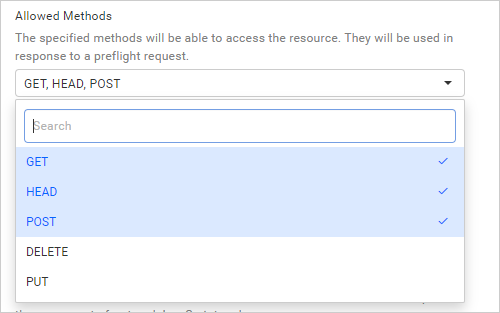 Allowed Methods
The specified methods will be able to access the resource. They will be used in
response to a preflight request.
GET, HEAD, POST
Search
GET
HEAD
POST
DELETE
PUT